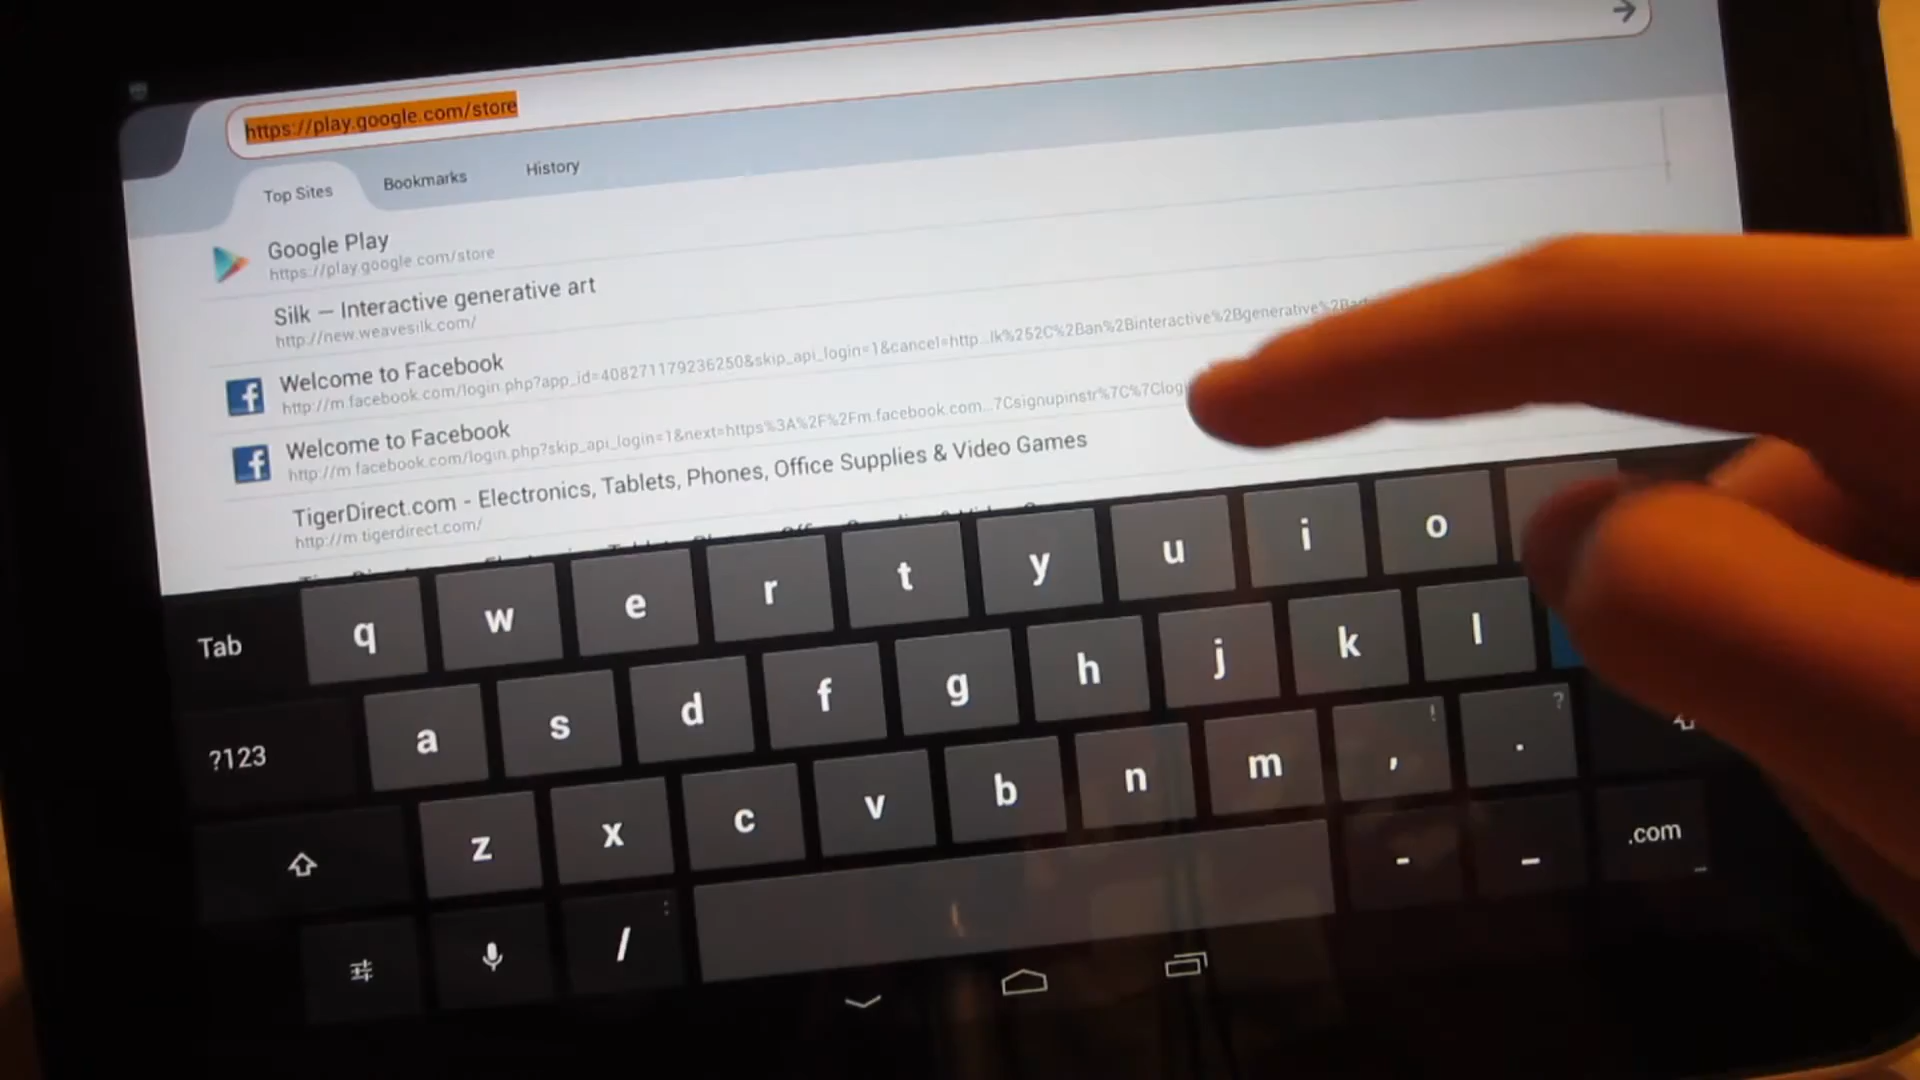 https://play.google.com/store
Top Sites
Bookmarks
History
Google Play
https://play.google.com/store
Silk — Interactive generative art
http://new.weavesilk.com/
Welcome to Facebook
http://m.facebook.com/login.php?app_id=408271179236250&skip_api_login=1&cancel=http...lk%252C%2Ban%2Binteractive%2Bgenerative%2Bart
Welcome to Facebook
http://m.facebook.com/login.php?skip_api_login=1&next=https%3A%2F%2Fm.facebook.com...7Csignupinstr%7C%7Clogi
TigerDirect.com - Electronics, Tablets, Phones, Office Supplies & Video Games
http://m.tigerdirect.com/
Tab q w e r t y u i o
?123 a s d f g h j k l
z x c v b n m , ! . ?
/ : - _ .com